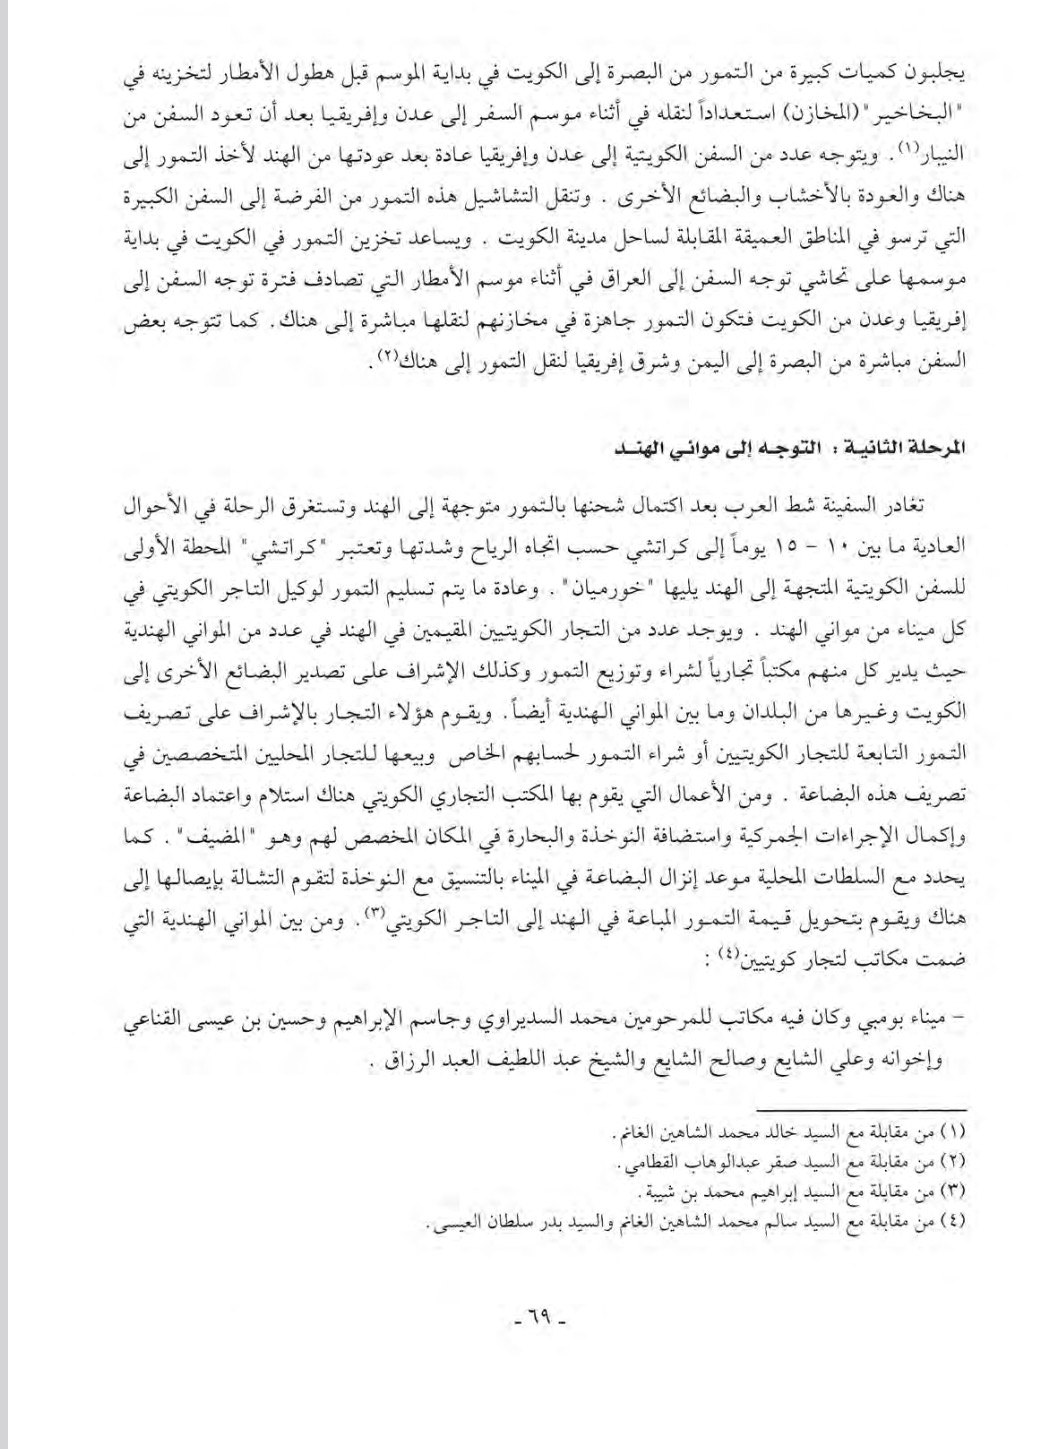 يجلبون كميات كبيرة من التمور من البصرة إلى الكويت في بداية الموسم قبل هطول الأمطار لتخزينه في
"البخاخير" (المخازن) استعداداً لنقله في أثناء موسم السفر إلى عدن وإفريقيا بعد أن تعود السفن من
النيبار(١). ويتوجه عدد من السفن الكويتية إلى عدن وإفريقيا عادة بعد عودتها من الهند لأخذ التمور إلى
هناك والعودة بالأخشاب والبضائع الأخرى . وتنقل التشاشيل هذه التمور من الفرضة إلى السفن الكبيرة
التي ترسو في المناطق العميقة المقابلة لساحل مدينة الكويت . ويساعد تخزين التمور في الكويت في بداية
موسمها على تحاشي توجه السفن إلى العراق في أثناء موسم الأمطار التي تصادف فترة توجه السفن إلى
إفريقيا وعدن من الكويت فتكون التمور جاهزة في مخازنهم لنقلها مباشرة إلى هناك. كما تتوجه بعض
السفن مباشرة من البصرة إلى اليمن وشرق إفريقيا لنقل التمور إلى هناك(٢).
المرحلة الثانية : التوجه إلى مواني الهند
تغادر السفينة شط العرب بعد اكتمال شحنها بالتمور متوجهة إلى الهند وتستغرق الرحلة في الأحوال
العادية ما بين ١٠ - ١٥ يوماً إلى كراتشي حسب اتجاه الرياح وشدتها وتعتبر "كراتشي" المحطة الأولى
للسفن الكويتية المتجهة إلى الهند يليها "خورميان" . وعادة ما يتم تسليم التمور لوكيل التاجر الكويتي في
كل ميناء من مواني الهند . ويوجد عدد من التجار الكويتيين المقيمين في الهند في عدد من المواني الهندية
حيث يدير كل منهم مكتباً تجارياً لشراء وتوزيع التمور وكذلك الإشراف على تصدير البضائع الأخرى إلى
الكويت وغيرها من البلدان وما بين المواني الهندية أيضاً. ويقوم هؤلاء التجار بالإشراف على تصريف
التمور التابعة للتجار الكويتيين أو شراء التمور لحسابهم الخاص وبيعها للتجار المحليين المتخصصين في
تصريف هذه البضاعة . ومن الأعمال التي يقوم بها المكتب التجاري الكويتي هناك استلام واعتماد البضاعة
وإكمال الإجراءات الجمركية واستضافة النوخذة والبحارة في المكان المخصص لهم وهو "المضيف" . كما
يحدد مع السلطات المحلية موعد إنزال البضاعة في الميناء بالتنسيق مع النوخذة لتقوم التشالة بإيصالها إلى
هناك ويقوم بتحويل قيمة التمور المباعة في الهند إلى التاجر الكويتي(٣). ومن بين المواني الهندية التي
ضمت مكاتب لتجار كويتيين(٤) :
- ميناء بومبي وكان فيه مكاتب للمرحومين محمد السديراوي وجاسم الإبراهيم وحسين بن عيسى القناعي
وإخوانه وعلي الشايع وصالح الشايع والشيخ عبد اللطيف العبد الرزاق .
(١) من مقابلة مع السيد خالد محمد الشاهين الغانم.
(٢) من مقابلة مع السيد صقر عبدالوهاب القطامي.
(٣) من مقابلة مع السيد إبراهيم محمد بن شيبة.
(٤) من مقابلة مع السيد سالم محمد الشاهين الغانم والسيد بدر سلطان العيسى.
ـ ٦٩ ـ